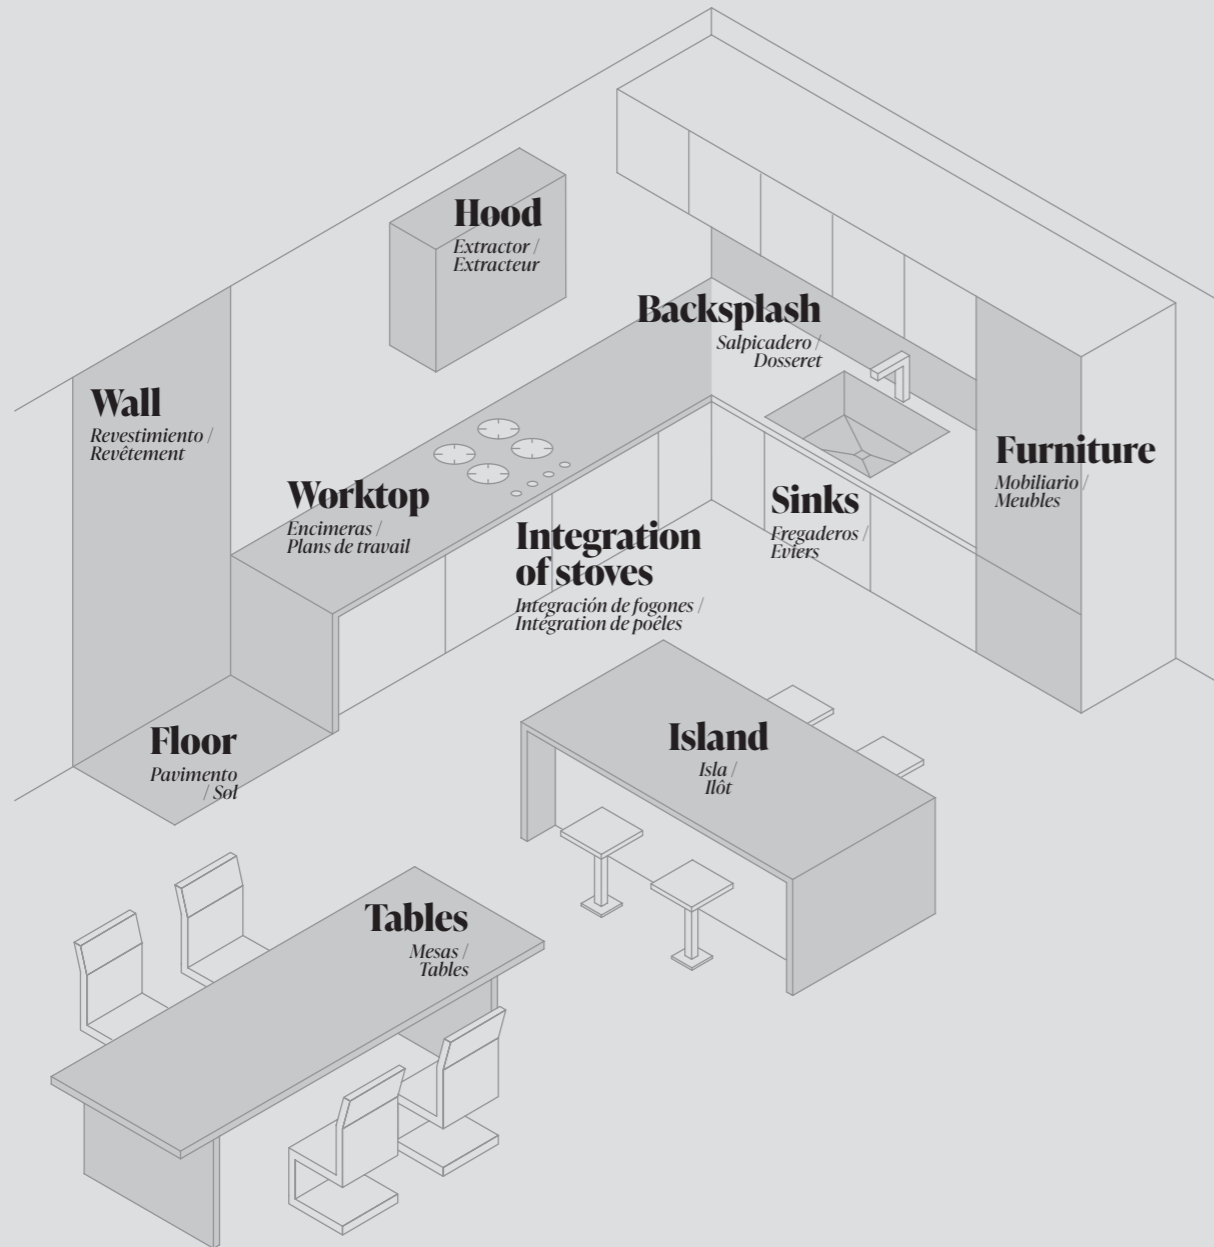 Hood
Extractor /
Extracteur
Backsplash
Salpicadero /
Dosseret
Wall
Revestimiento /
Revêtement
Furniture
Mobiliario /
Meubles
Worktop
Encimeras /
Plans de travail
Sinks
Fregaderos /
Eviers
Integration
of stoves
Integración de fogones /
Intégration de poêles
Floor
Pavimento
/ Sol
Island
Isla /
Ilôt
Tables
Mesas /
Tables